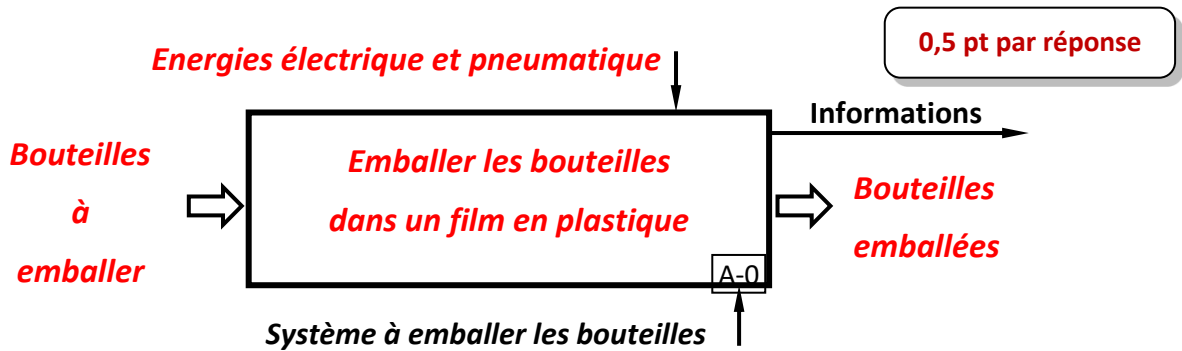 0,5 pt par réponse
Energies électrique et pneumatique
Informations
Bouteilles
à
emballer
Emballer les bouteilles
dans un film en plastique
Bouteilles
emballées
A-0
Système à emballer les bouteilles